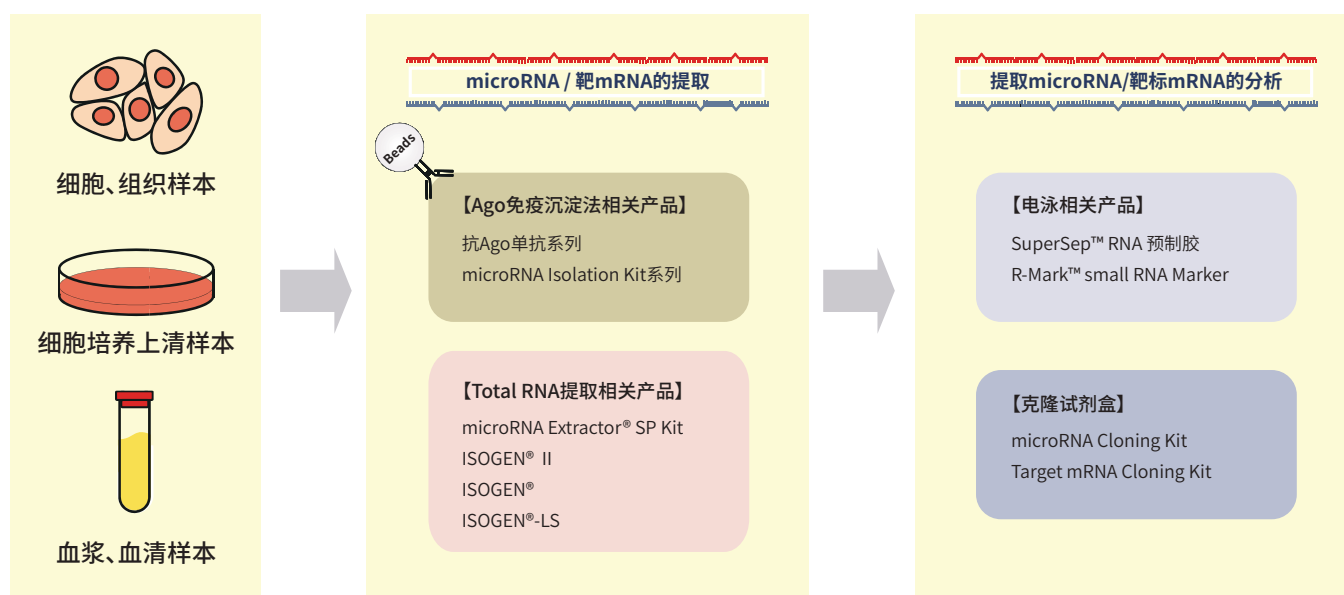 细胞、组织样本
细胞培养上清样本
血浆、血清样本
microRNA / 靶mRNA的提取
Beads
【Ago免疫沉淀法相关产品】
抗Ago单抗系列
microRNA Isolation Kit系列
【Total RNA提取相关产品】
microRNA Extractor® SP Kit
ISOGEN® II
ISOGEN®
ISOGEN®-LS
提取microRNA/靶标mRNA的分析
【电泳相关产品】
SuperSep™ RNA 预制胶
R-Mark™ small RNA Marker
【克隆试剂盒】
microRNA Cloning Kit
Target mRNA Cloning Kit